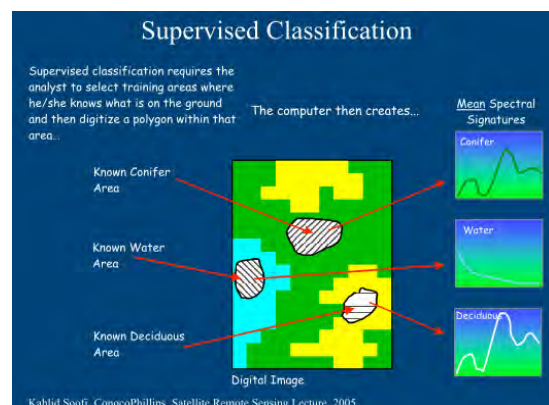 Supervised Classification
Supervised classification requires the
analyst to select training areas where
he/she knows what is on the ground
and then digitize a polygon within that
area…
The computer then creates...
Mean Spectral
Signatures
Conifer
Known Conifer
Area
Water
Known Water
Area
Deciduous
Known Deciduous
Area
Digital Image
Kahlid Soofi, ConocoPhillips, Satellite Remote Sensing Lecture, 2005